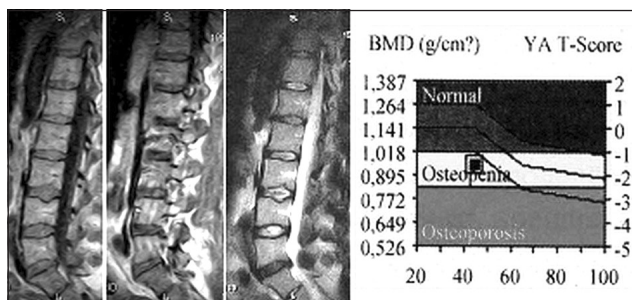 BMD (g/cm?) YA T-Score
1,387 2
1,264 Normal 1
1,141 0
1,018 -1
0,895 Osteopenia -2
0,772 -3
0,649 Osteoporosis -4
0,526 -5
20 40 60 80 100